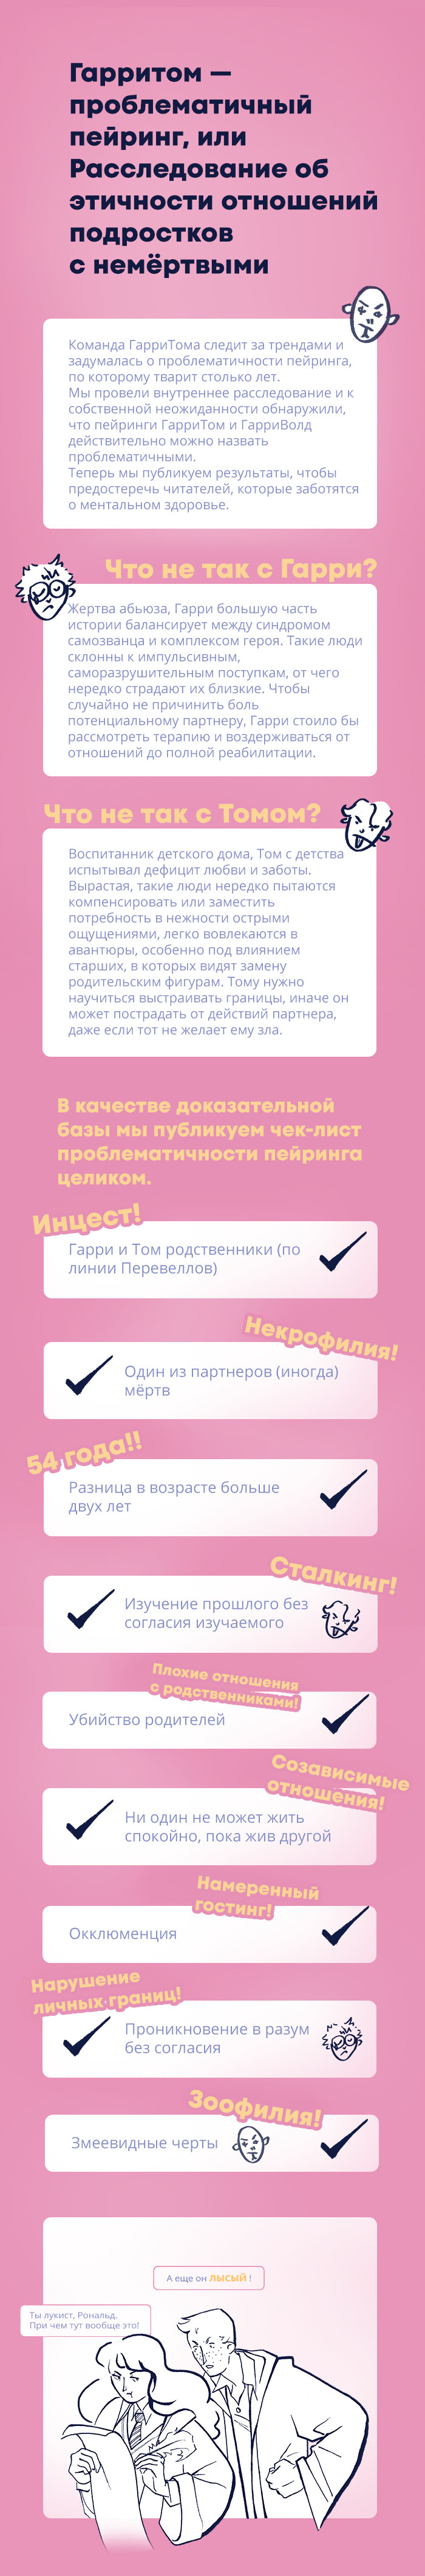 Гарритом —
проблематичный
пейринг, или
Расследование об
этичности отношений
подростков
с немёртвыми
Команда ГарриТома следит за трендами и
задумалась о проблематичности пейринга,
по которому тварит столько лет.
Мы провели внутреннее расследование и к
собственной неожиданности обнаружили,
что пейринги ГарриТом и ГарриВолд
действительно можно назвать
проблематичными.
Теперь мы публикуем результаты, чтобы
предостеречь читателей, которые заботятся
о ментальном здоровье.
Что не так с Гарри?
Жертва абьюза, Гарри большую часть
истории балансирует между синдромом
самозванца и комплексом героя. Такие люди
склонны к импульсивным,
саморазрушительным поступкам, от чего
нередко страдают их близкие. Чтобы
случайно не причинить боль
потенциальному партнеру, Гарри стоило бы
рассмотреть терапию и воздерживаться от
отношений до полной реабилитации.
Что не так с Томом?
Воспитанник детского дома, Том с детства
испытывал дефицит любви и заботы.
Вырастая, такие люди нередко пытаются
компенсировать или заместить
потребность в нежности острыми
ощущениями, легко вовлекаются в
авантюры, особенно под влиянием
старших, в которых видят замену
родительским фигурам. Тому нужно
научиться выстраивать границы, иначе он
может пострадать от действий партнера,
даже если тот не желает ему зла.
В качестве доказательной
базы мы публикуем чек-лист
проблематичности пейринга
целиком.
Инцест!
Гарри и Том родственники (по
линии Перевеллов)
Некрофилия!
Один из партнеров (иногда)
мёртв
54 года!!
Разница в возрасте больше
двух лет
Сталкинг!
Изучение прошлого без
согласия изучаемого
Плохие отношения
с родственниками!
Убийство родителей
Созависимые
отношения!
Ни один не может жить
спокойно, пока жив другой
Намеренный
гостинг!
Окклюменция
Нарушение
личных границ!
Проникновение в разум
без согласия
Зоофилия!
Змеевидные черты
А еще он ЛЫСЫЙ !
Ты лукист, Рональд.
При чем тут вообще это!